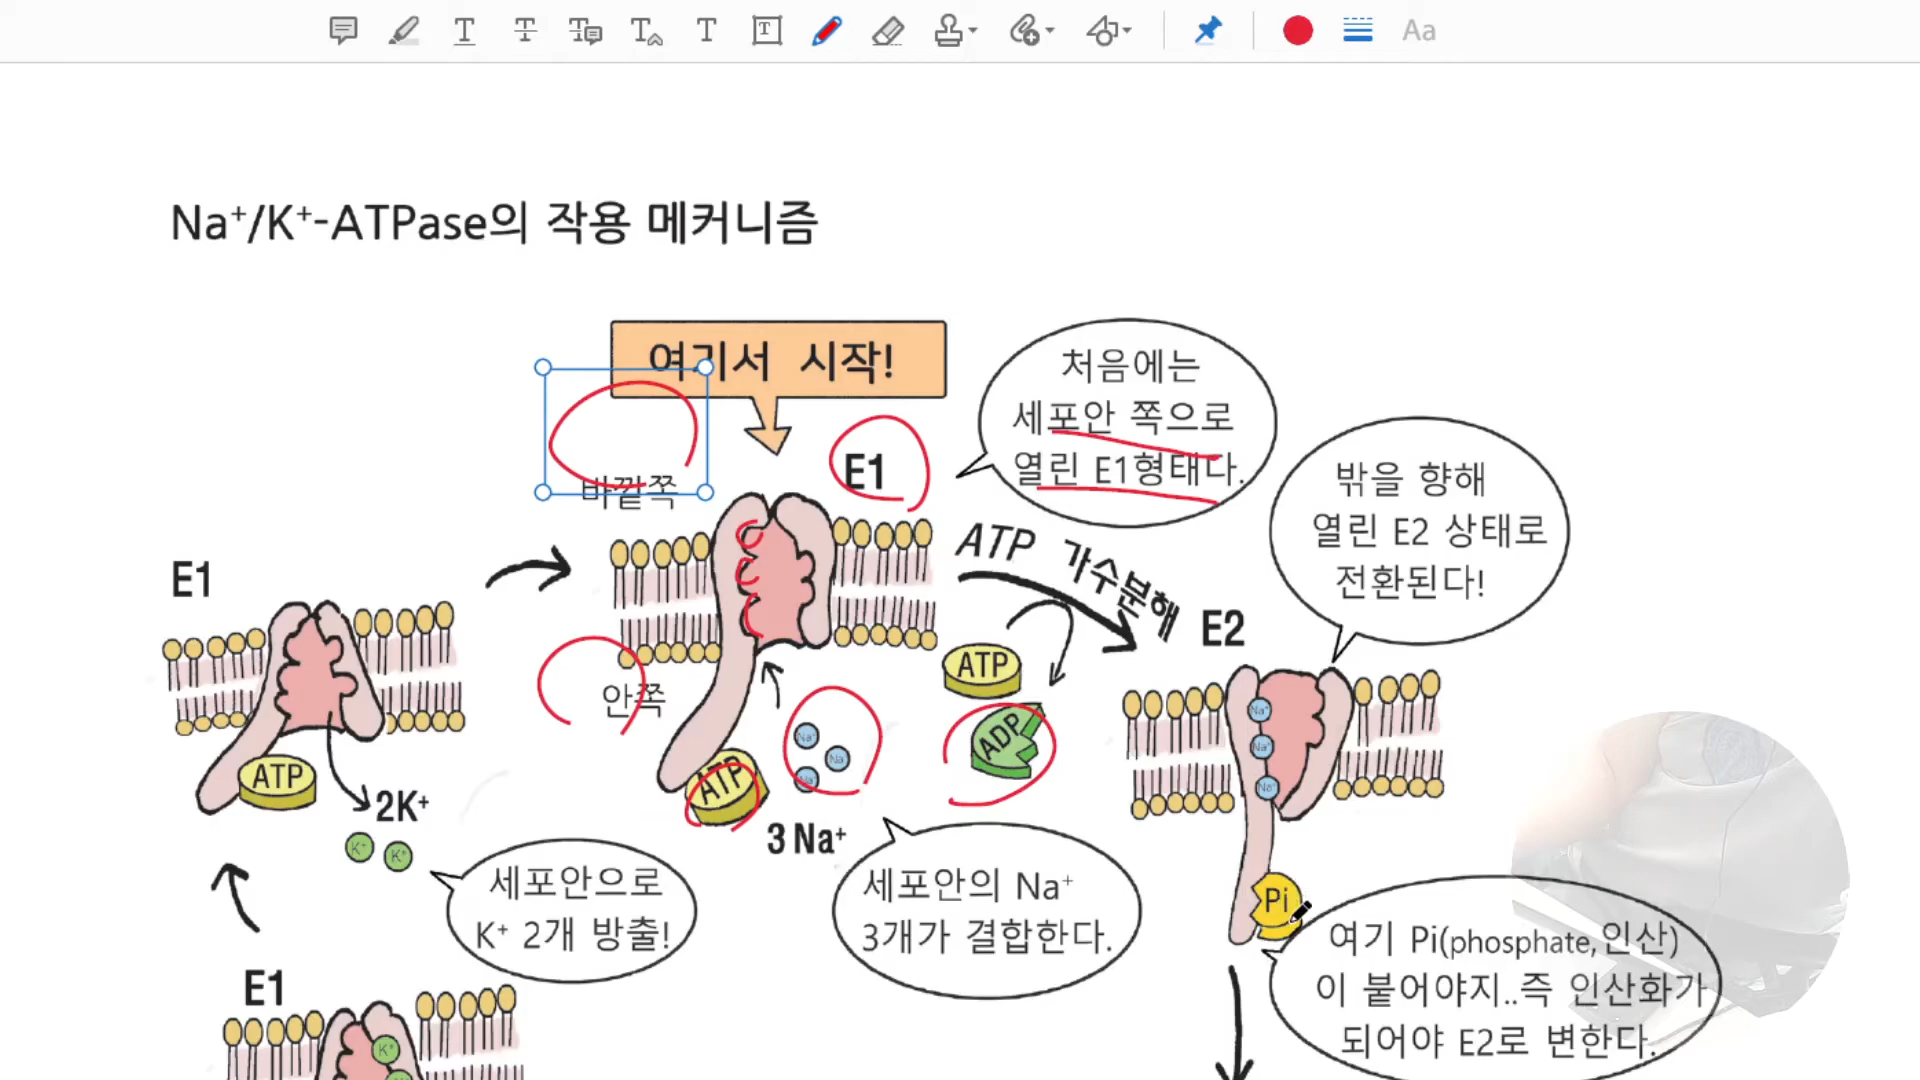 Aa
Na⁺/K⁺-ATPase의 작용 메커니즘
여기서 시작!
처음에는
세포안 쪽으로
열린 E1형태다.
E1
바깥쪽
밖을 향해
열린 E2 상태로
전환된다!
ATP 가수분해
E1
E2
안쪽
ATP
ADP
ATP
ATP
Na⁺
Na⁺
Na⁺
Na
Na⁺
2K⁺
K⁺
K⁺
3 Na⁺
세포안으로
K⁺ 2개 방출!
세포안의 Na⁺
3개가 결합한다.
Pi
여기 Pi(phosphate,인산)
이 붙어야지..즉 인산화가
되어야 E2로 변한다.
E1
K⁺